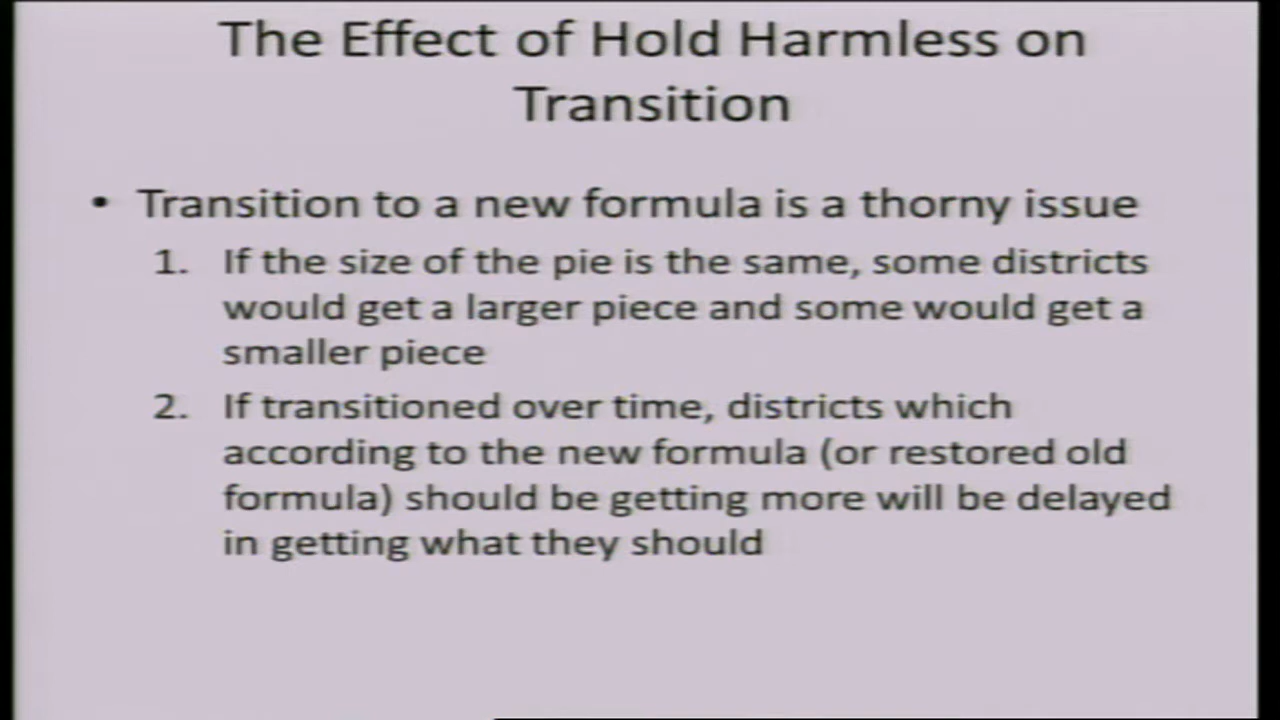 The Effect of Hold Harmless on
Transition
• Transition to a new formula is a thorny issue
1. If the size of the pie is the same, some districts
would get a larger piece and some would get a
smaller piece
2. If transitioned over time, districts which
according to the new formula (or restored old
formula) should be getting more will be delayed
in getting what they should